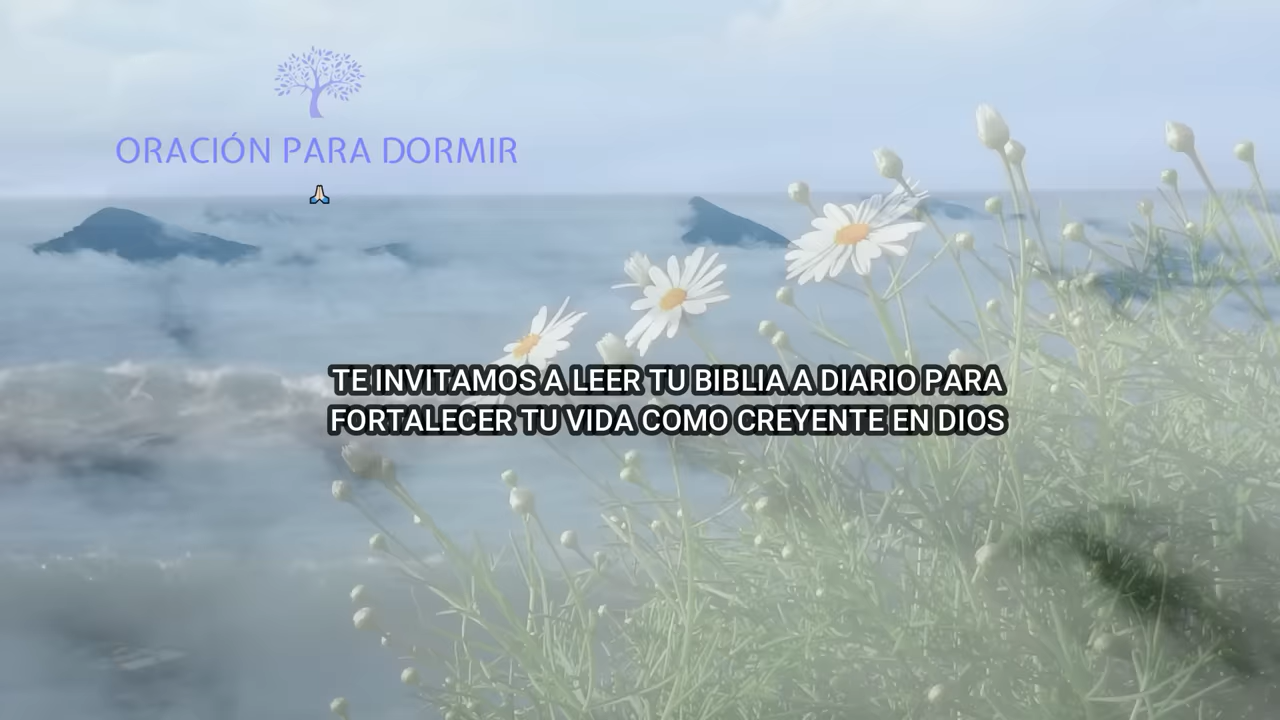 ORACIÓN PARA DORMIR
TE INVITAMOS A LEER TU BIBLIA A DIARIO PARA
FORTALECER TU VIDA COMO CREYENTE EN DIOS